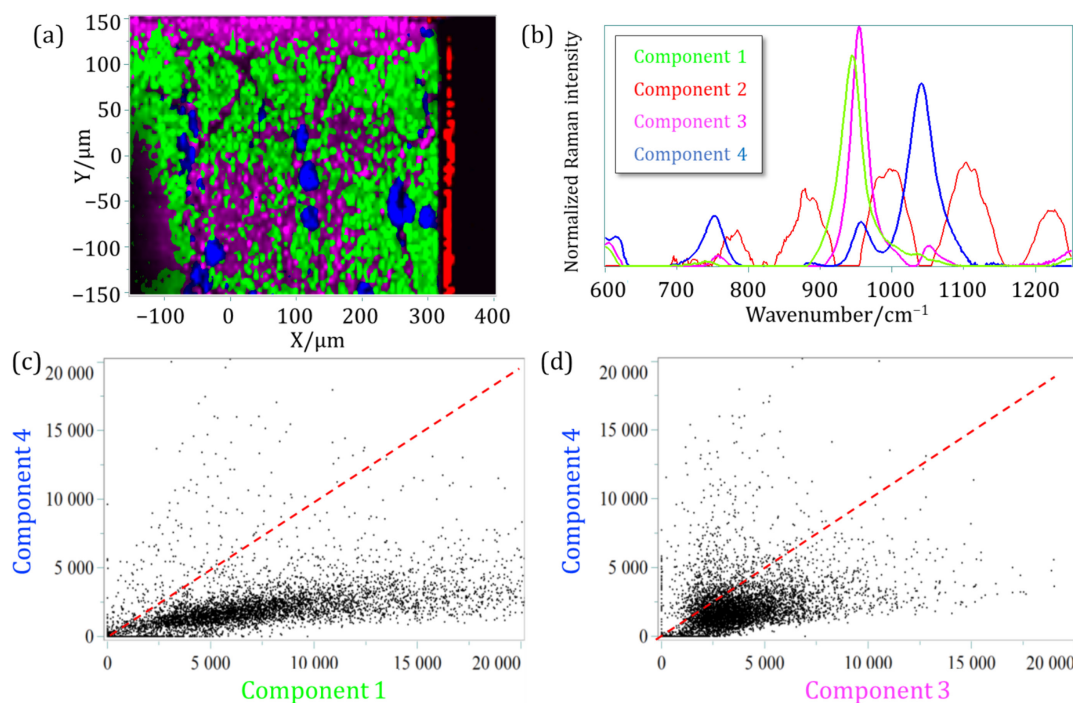 (a)
150
100
50
0
−50
−100
−150
Y/μm
−100 0 100 200 300 400
X/μm
(b)
Normalized Raman intensity
Component 1
Component 2
Component 3
Component 4
600 700 800 900 1000 1100 1200
Wavenumber/cm⁻¹
(c)
20 000
15 000
10 000
5 000
0
Component 4
0 5 000 10 000 15 000 20 000
Component 1
(d)
20 000
15 000
10 000
5 000
0
Component 4
0 5 000 10 000 15 000 20 000
Component 3